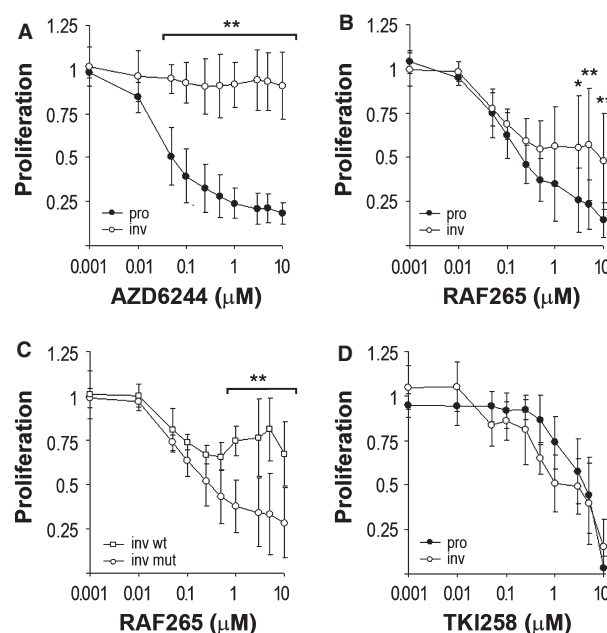 A
**
1.25
1
0.75
0.5
0.25
Proliferation
pro
inv
0.001 0.01 0.1 1 10
AZD6244 (µM)
B
**
*
**
1.25
1
0.75
0.5
0.25
Proliferation
pro
inv
0.001 0.01 0.1 1 10
RAF265 (µM)
C
**
1.25
1
0.75
0.5
0.25
Proliferation
inv wt
inv mut
0.001 0.01 0.1 1 10
RAF265 (µM)
D
1.25
1
0.75
0.5
0.25
Proliferation
pro
inv
0.001 0.01 0.1 1 10
TKI258 (µM)